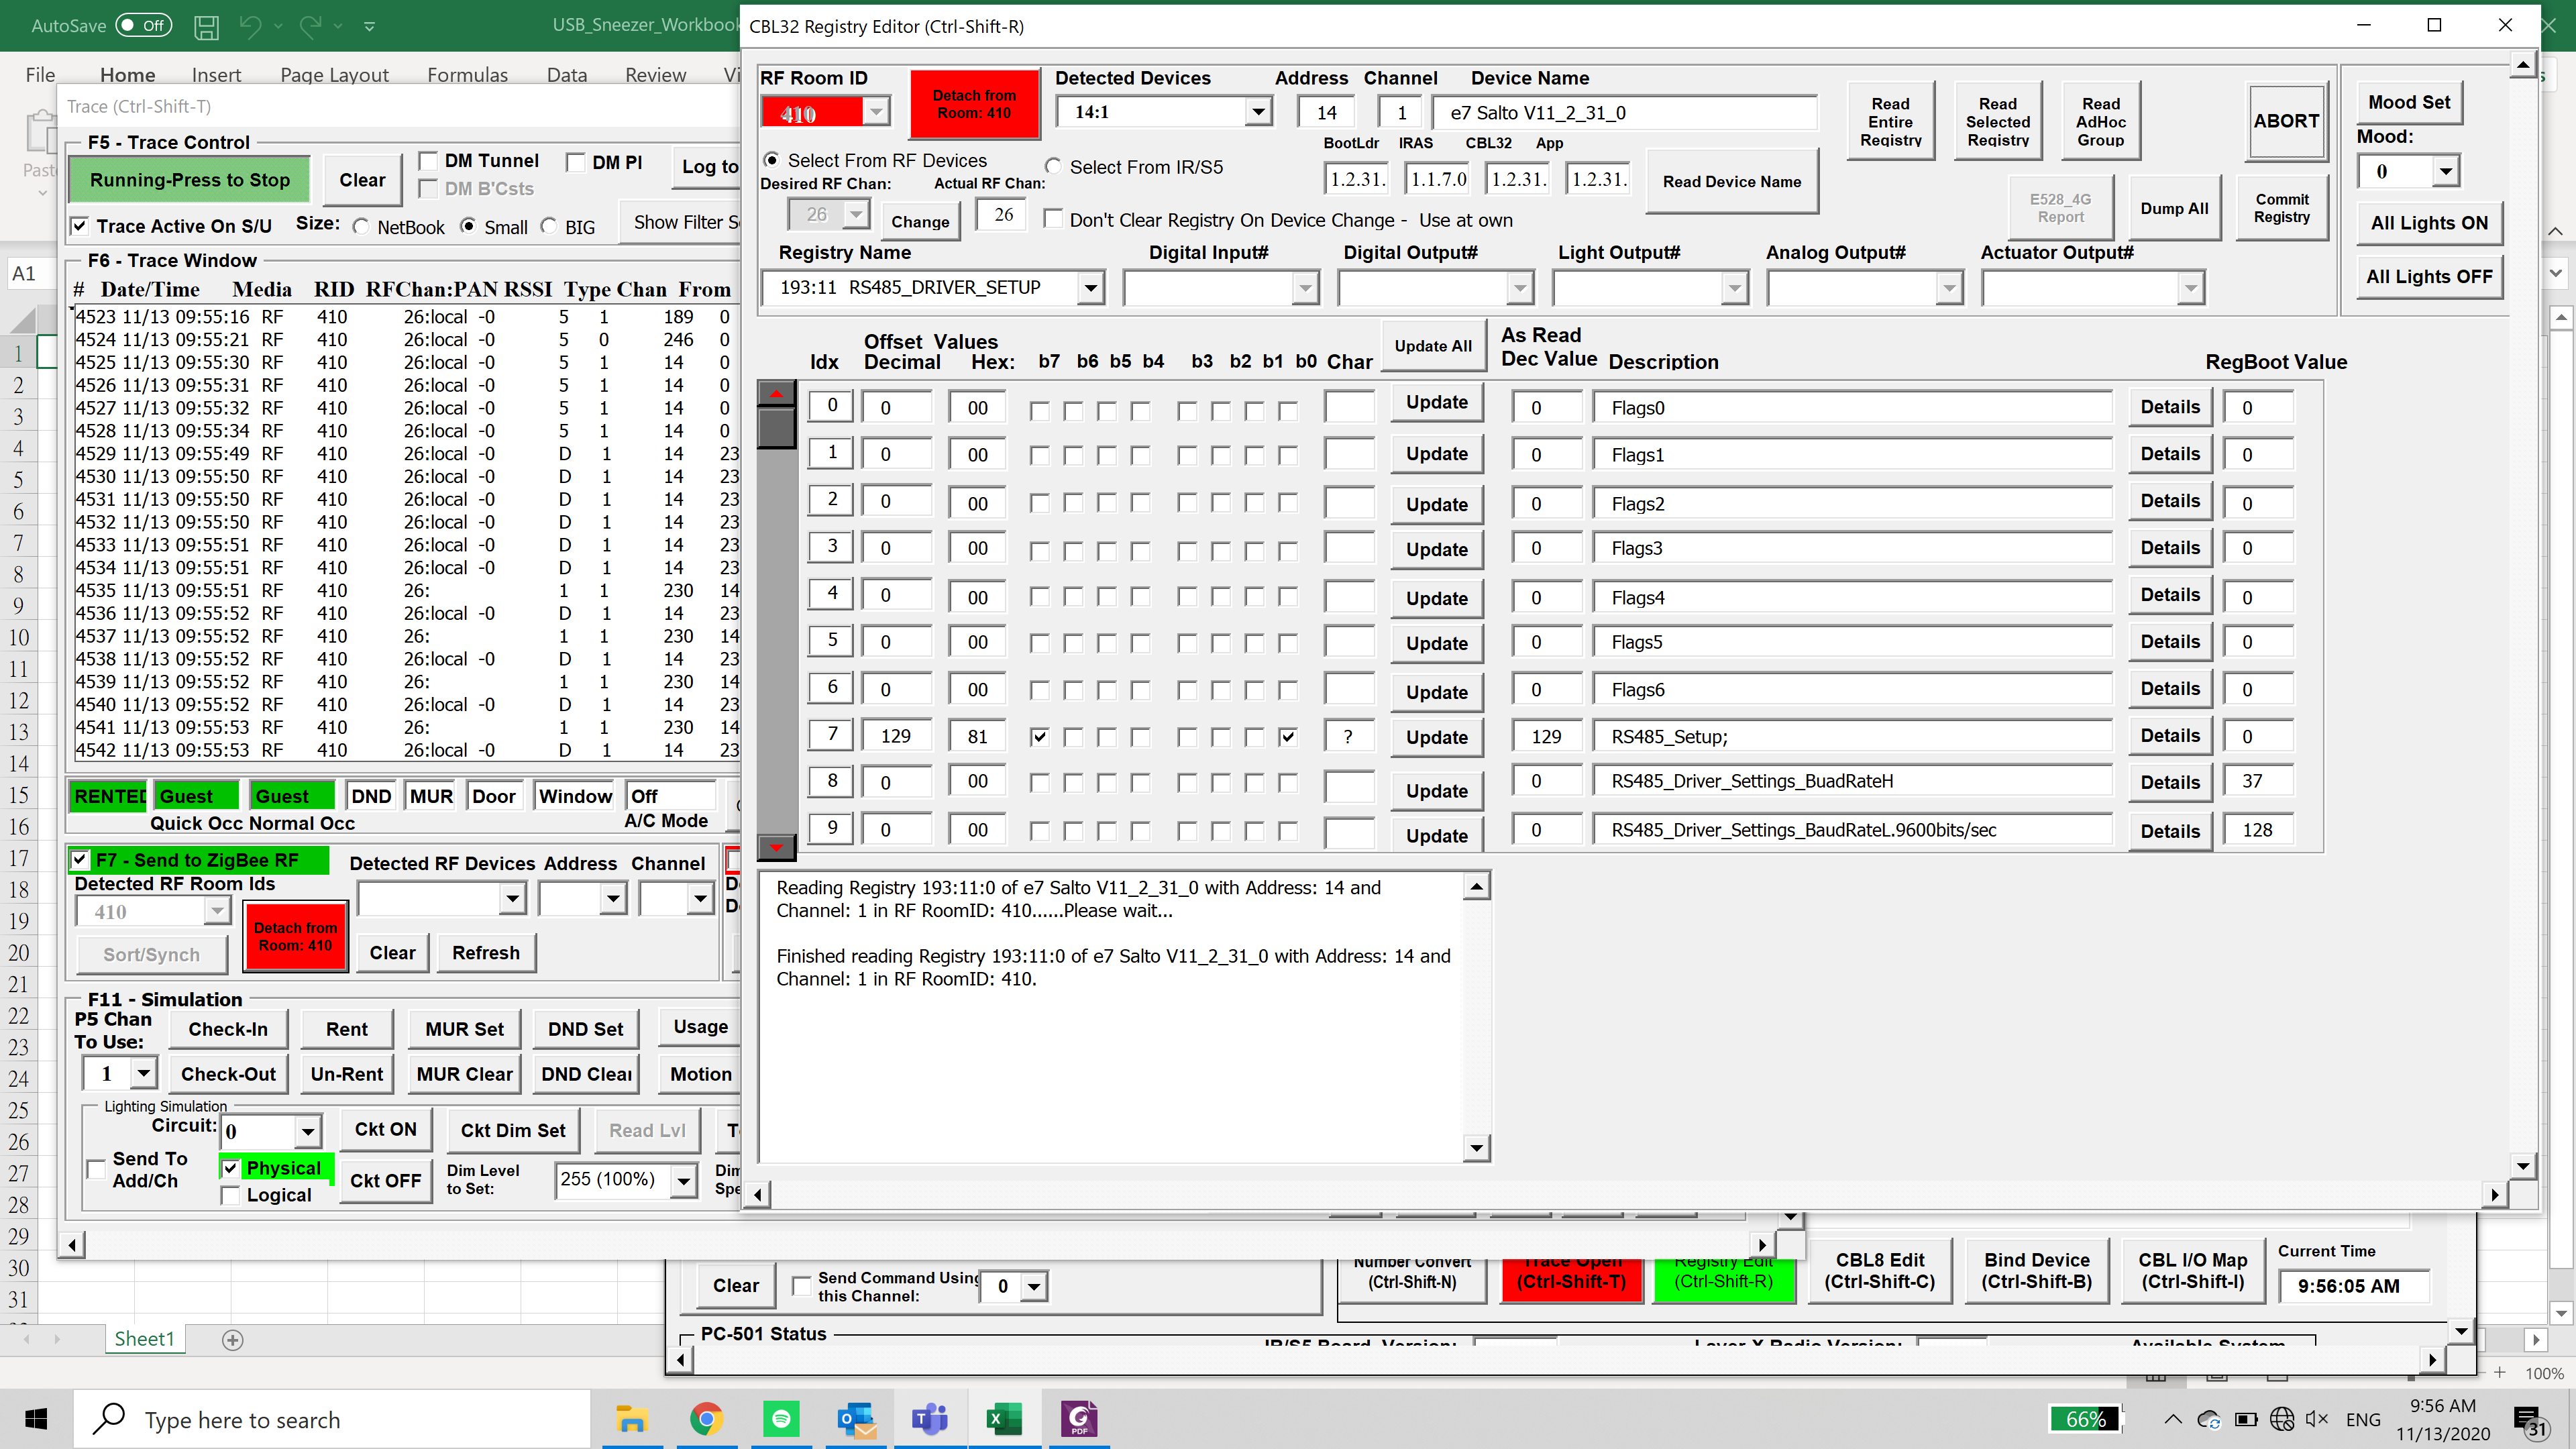 AutoSave Off USB_Sneezer_Workbook
File Home Insert Page Layout Formulas Data Review Vi
Paste
A1
Trace (Ctrl-Shift-T)
F5 - Trace Control
Running-Press to Stop Clear DM Tunnel DM PI Log to
DM B'Csts
Trace Active On S/U Size: NetBook Small BIG Show Filter S
F6 - Trace Window
# Date/Time Media RID RFChan:PAN RSSI Type Chan From
4523 11/13 09:55:16 RF 410 26:local -0 5 1 189 0
4524 11/13 09:55:21 RF 410 26:local -0 5 0 246 0
4525 11/13 09:55:30 RF 410 26:local -0 5 1 14 0
4526 11/13 09:55:31 RF 410 26:local -0 5 1 14 0
4527 11/13 09:55:32 RF 410 26:local -0 5 1 14 0
4528 11/13 09:55:34 RF 410 26:local -0 5 1 14 0
4529 11/13 09:55:49 RF 410 26:local -0 D 1 14 23
4530 11/13 09:55:50 RF 410 26:local -0 D 1 14 23
4531 11/13 09:55:50 RF 410 26:local -0 D 1 14 23
4532 11/13 09:55:50 RF 410 26:local -0 D 1 14 23
4533 11/13 09:55:51 RF 410 26:local -0 D 1 14 23
4534 11/13 09:55:51 RF 410 26:local -0 D 1 14 23
4535 11/13 09:55:51 RF 410 26: 1 1 230 14
4536 11/13 09:55:52 RF 410 26:local -0 D 1 14 23
4537 11/13 09:55:52 RF 410 26: 1 1 230 14
4538 11/13 09:55:52 RF 410 26:local -0 D 1 14 23
4539 11/13 09:55:52 RF 410 26: 1 1 230 14
4540 11/13 09:55:52 RF 410 26:local -0 D 1 14 23
4541 11/13 09:55:53 RF 410 26: 1 1 230 14
4542 11/13 09:55:53 RF 410 26:local -0 D 1 14 23
RENTED Guest Guest DND MUR Door Window Off
Quick Occ Normal Occ A/C Mode
F7 - Send to ZigBee RF Detected RF Devices Address Channel
Detected RF Room Ids
410 Detach from
Room: 410
Sort/Synch Clear Refresh
F11 - Simulation
P5 Chan
To Use: Check-In Rent MUR Set DND Set Usage
1 Check-Out Un-Rent MUR Clear DND Clear Motion
Lighting Simulation
Circuit: 0 Ckt ON Ckt Dim Set Read Lvl
Send To
Add/Ch Physical
Logical Ckt OFF Dim Level
to Set: 255 (100%) Dim
Spe
CBL32 Registry Editor (Ctrl-Shift-R)
RF Room ID Detected Devices Address Channel Device Name
410 Detach from
Room: 410 14:1 14 1 e7 Salto V11_2_31_0
Read Entire Registry Read Selected Registry Read AdHoc Group ABORT Mood Set
Mood:
0
BootLdr IRAS CBL32 App
Select From RF Devices Select From IR/S5 1.2.31. 1.1.7.0 1.2.31. 1.2.31. Read Device Name
Desired RF Chan: Actual RF Chan:
26 Change 26 Don't Clear Registry On Device Change - Use at own
E528_4G Report Dump All Commit Registry All Lights ON
All Lights OFF
Registry Name Digital Input# Digital Output# Light Output# Analog Output# Actuator Output#
193:11 RS485_DRIVER_SETUP
Offset Values Update All As Read
Idx Decimal Hex: b7 b6 b5 b4 b3 b2 b1 b0 Char Dec Value Description RegBoot Value
0 0 00 Update 0 Flags0 Details 0
1 0 00 Update 0 Flags1 Details 0
2 0 00 Update 0 Flags2 Details 0
3 0 00 Update 0 Flags3 Details 0
4 0 00 Update 0 Flags4 Details 0
5 0 00 Update 0 Flags5 Details 0
6 0 00 Update 0 Flags6 Details 0
7 129 81 ? Update 129 RS485_Setup; Details 0
8 0 00 Update 0 RS485_Driver_Settings_BuadRateH Details 37
9 0 00 Update 0 RS485_Driver_Settings_BaudRateL.9600bits/sec Details 128
Reading Registry 193:11:0 of e7 Salto V11_2_31_0 with Address: 14 and
Channel: 1 in RF RoomID: 410......Please wait...
Finished reading Registry 193:11:0 of e7 Salto V11_2_31_0 with Address: 14 and
Channel: 1 in RF RoomID: 410.
Clear Send Command Using
this Channel: 0
Number Convert
(Ctrl-Shift-N) Trace Open
(Ctrl-Shift-T) Registry Edit
(Ctrl-Shift-R) CBL8 Edit
(Ctrl-Shift-C) Bind Device
(Ctrl-Shift-B) CBL I/O Map
(Ctrl-Shift-I) Current Time
9:56:05 AM
PC-501 Status
IR/S5 Board Version: Layer X Radio Version: Available System
1
2
3
4
5
6
7
8
9
10
11
12
13
14
15
16
17
18
19
20
21
22
23
24
25
26
27
28
29
30
31
Sheet1
100%
Type here to search
66% ENG 9:56 AM
11/13/2020 31